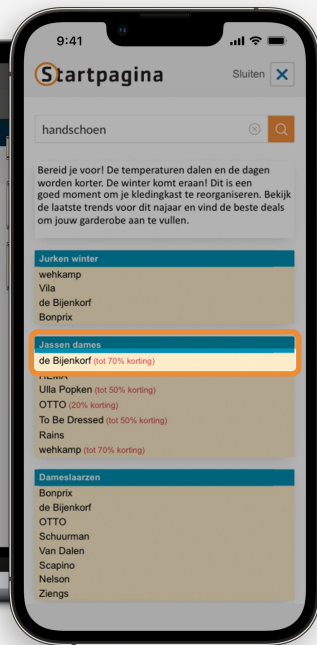 9:41
Startpagina
Sluiten
handschoen
Bereid je voor! De temperaturen dalen en de dagen
worden korter. De winter komt eraan! Dit is een
goed moment om je kledingkast te reorganiseren. Bekijk
de laatste trends voor dit najaar en vind de beste deals
om jouw garderobe aan te vullen.
Jurken winter
wehkamp
Vila
de Bijenkorf
Bonprix
Jassen dames
de Bijenkorf (tot 70% korting)
HEMA
Ulla Popken (tot 50% korting)
OTTO (20% korting)
To Be Dressed (tot 50% korting)
Rains
wehkamp (tot 70% korting)
Dameslaarzen
Bonprix
de Bijenkorf
OTTO
Schuurman
Van Dalen
Scapino
Nelson
Ziengs